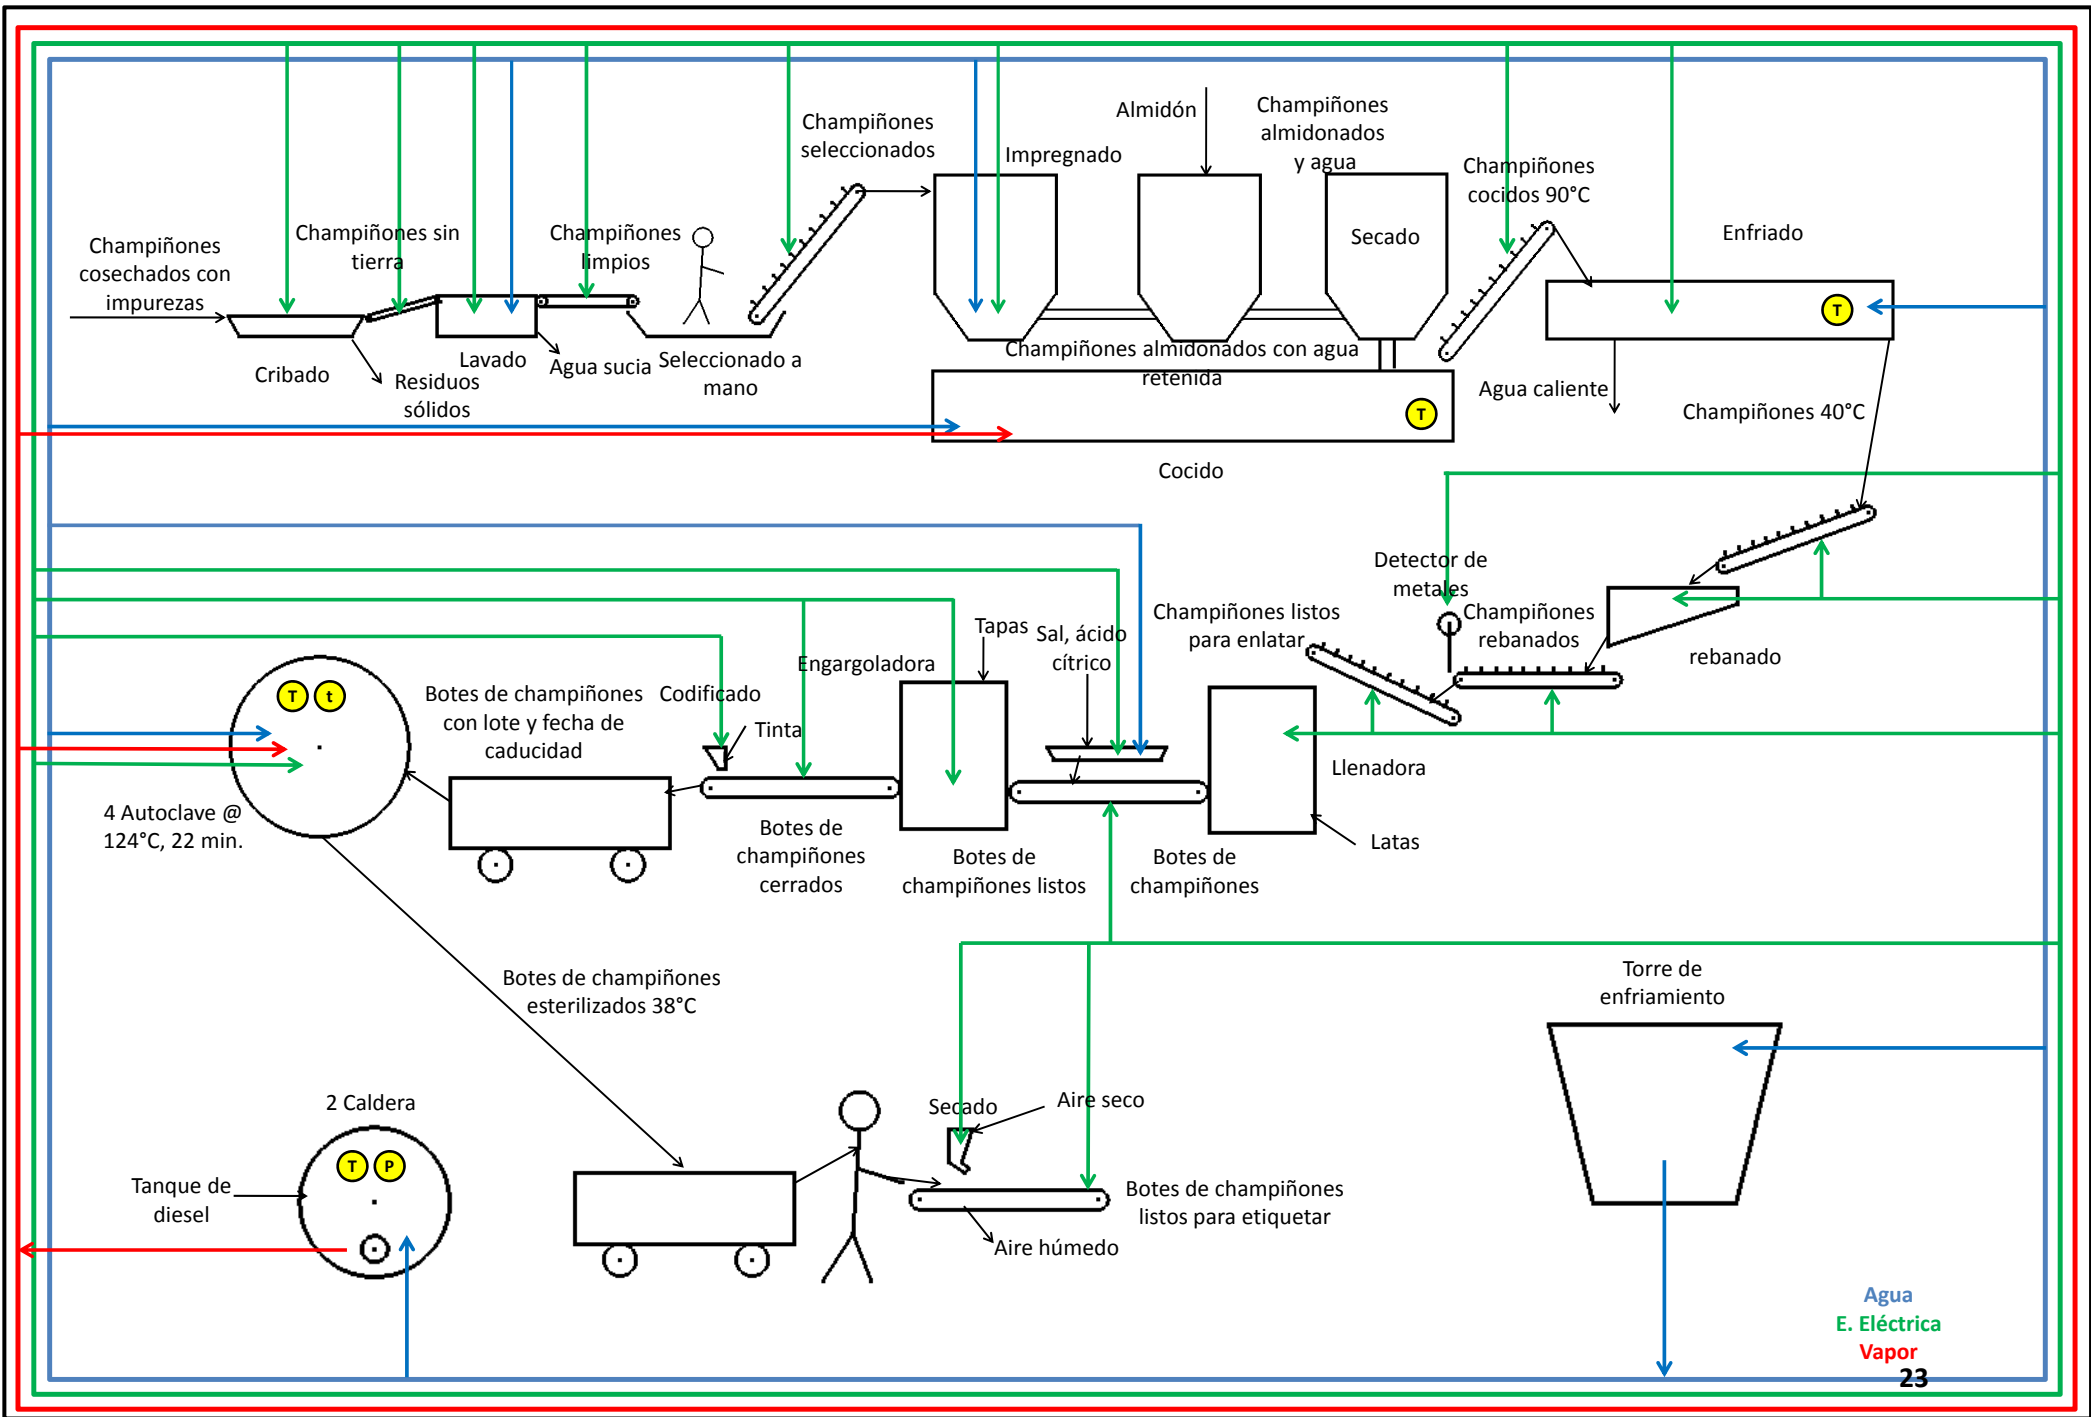 Almidón
Champiñones
almidonados
y agua
Champiñones
seleccionados
Impregnado
Champiñones
cocidos 90°C
Champiñones
cosechados con
impurezas
Champiñones sin
tierra
Champiñones
limpios
Secado
Enfriado
T
Cribado
Residuos
sólidos
Lavado
Agua sucia
Seleccionado a
mano
Champiñones almidonados con agua
retenida
T
Agua caliente
Champiñones 40°C
Cocido
Detector de
metales
Champiñones
rebanados
rebanado
Champiñones listos
para enlatar
Tapas
Sal, ácido
cítrico
Engargoladora
Codificado
Tinta
Botes de champiñones
con lote y fecha de
caducidad
T
t
4 Autoclave @
124°C, 22 min.
Botes de
champiñones
cerrados
Botes de
champiñones listos
Botes de
champiñones
Llenadora
Latas
Botes de champiñones
esterilizados 38°C
Torre de
enfriamiento
2 Caldera
T
P
Tanque de
diesel
Secado
Aire seco
Botes de champiñones
listos para etiquetar
Aire húmedo
Agua
E. Eléctrica
Vapor
23